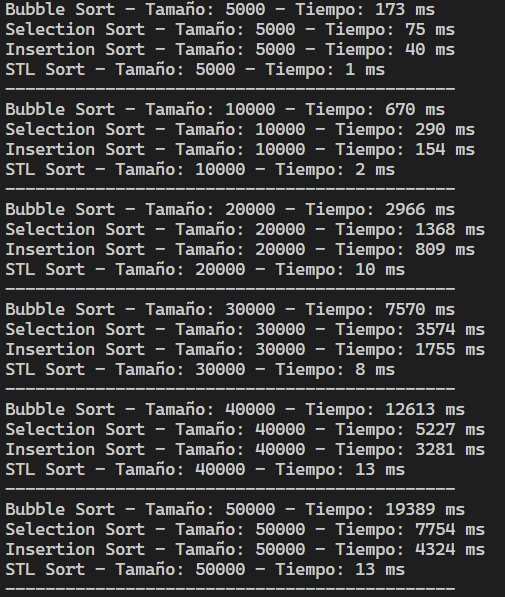 Bubble Sort - Tamaño: 5000 - Tiempo: 173 ms
Selection Sort - Tamaño: 5000 - Tiempo: 75 ms
Insertion Sort - Tamaño: 5000 - Tiempo: 40 ms
STL Sort - Tamaño: 5000 - Tiempo: 1 ms
---------------------------------------------
Bubble Sort - Tamaño: 10000 - Tiempo: 670 ms
Selection Sort - Tamaño: 10000 - Tiempo: 290 ms
Insertion Sort - Tamaño: 10000 - Tiempo: 154 ms
STL Sort - Tamaño: 10000 - Tiempo: 2 ms
---------------------------------------------
Bubble Sort - Tamaño: 20000 - Tiempo: 2966 ms
Selection Sort - Tamaño: 20000 - Tiempo: 1368 ms
Insertion Sort - Tamaño: 20000 - Tiempo: 809 ms
STL Sort - Tamaño: 20000 - Tiempo: 10 ms
---------------------------------------------
Bubble Sort - Tamaño: 30000 - Tiempo: 7570 ms
Selection Sort - Tamaño: 30000 - Tiempo: 3574 ms
Insertion Sort - Tamaño: 30000 - Tiempo: 1755 ms
STL Sort - Tamaño: 30000 - Tiempo: 8 ms
---------------------------------------------
Bubble Sort - Tamaño: 40000 - Tiempo: 12613 ms
Selection Sort - Tamaño: 40000 - Tiempo: 5227 ms
Insertion Sort - Tamaño: 40000 - Tiempo: 3281 ms
STL Sort - Tamaño: 40000 - Tiempo: 13 ms
---------------------------------------------
Bubble Sort - Tamaño: 50000 - Tiempo: 19389 ms
Selection Sort - Tamaño: 50000 - Tiempo: 7754 ms
Insertion Sort - Tamaño: 50000 - Tiempo: 4324 ms
STL Sort - Tamaño: 50000 - Tiempo: 13 ms
---------------------------------------------